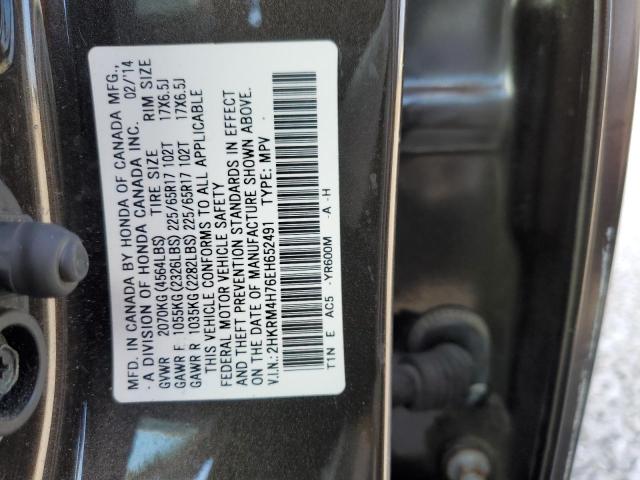 MFD. IN CANADA BY HONDA OF CANADA MFG.,
- A DIVISION OF HONDA CANADA INC. 02/'14
GVWR 2070KG (4564LBS) TIRE SIZE RIM SIZE
GAWR F 1055KG (2326LBS) 225/65R17 102T 17X6.5J
GAWR R 1035KG (2282LBS) 225/65R17 102T 17X6.5J
THIS VEHICLE CONFORMS TO ALL APPLICABLE
FEDERAL MOTOR VEHICLE SAFETY
AND THEFT PREVENTION STANDARDS IN EFFECT
ON THE DATE OF MANUFACTURE SHOWN ABOVE.
V.I.N.: 2HKRM4H76EH652491 TYPE: MPV
T1N E AC5 -YR600M -A -H